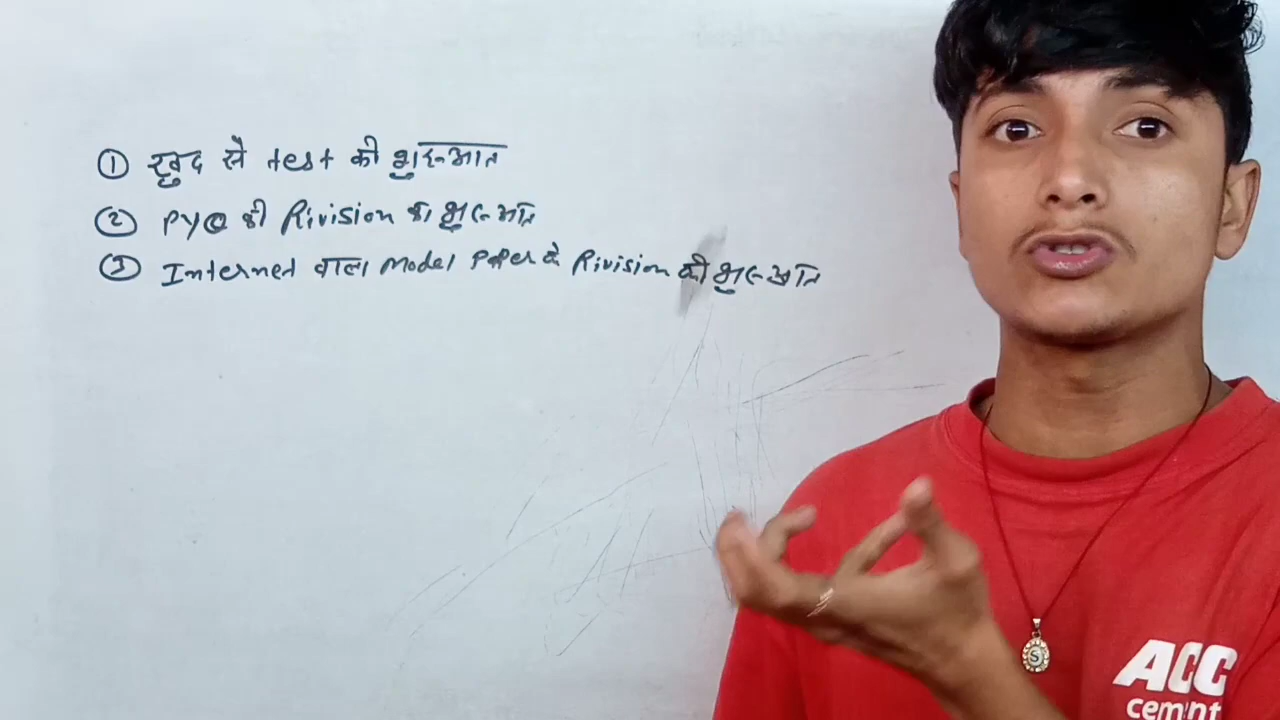 ① खुद से test की शुरूआत
② PYQ की Rivision का शुरूआत
③ Internet वाला Model Paper के Rivision की शुरूआत
S
ACC
cement